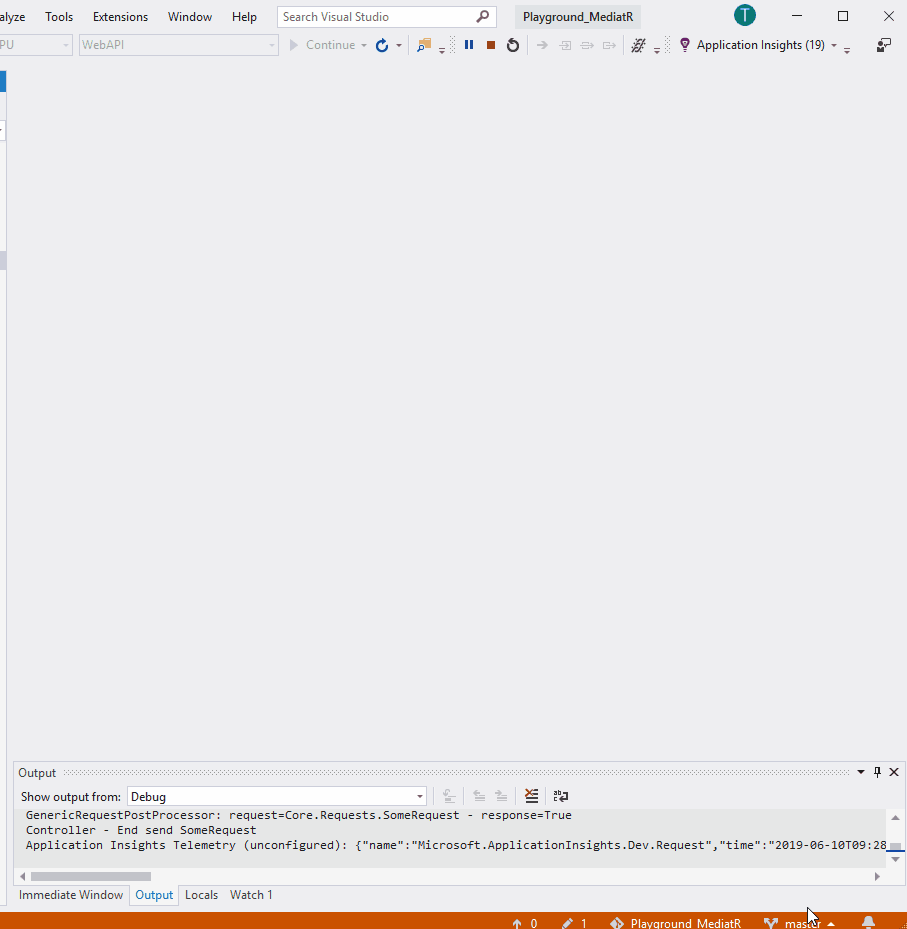 alyze Tools Extensions Window Help Search Visual Studio Playground_MediatR T
PU WebAPI Continue Application Insights (19)
Output
Show output from: Debug
GenericRequestPostProcessor: request=Core.Requests.SomeRequest - response=True
Controller - End send SomeRequest
Application Insights Telemetry (unconfigured): {"name":"Microsoft.ApplicationInsights.Dev.Request","time":"2019-06-10T09:28
Immediate Window Output Locals Watch 1
0 1 Playground_MediatR master